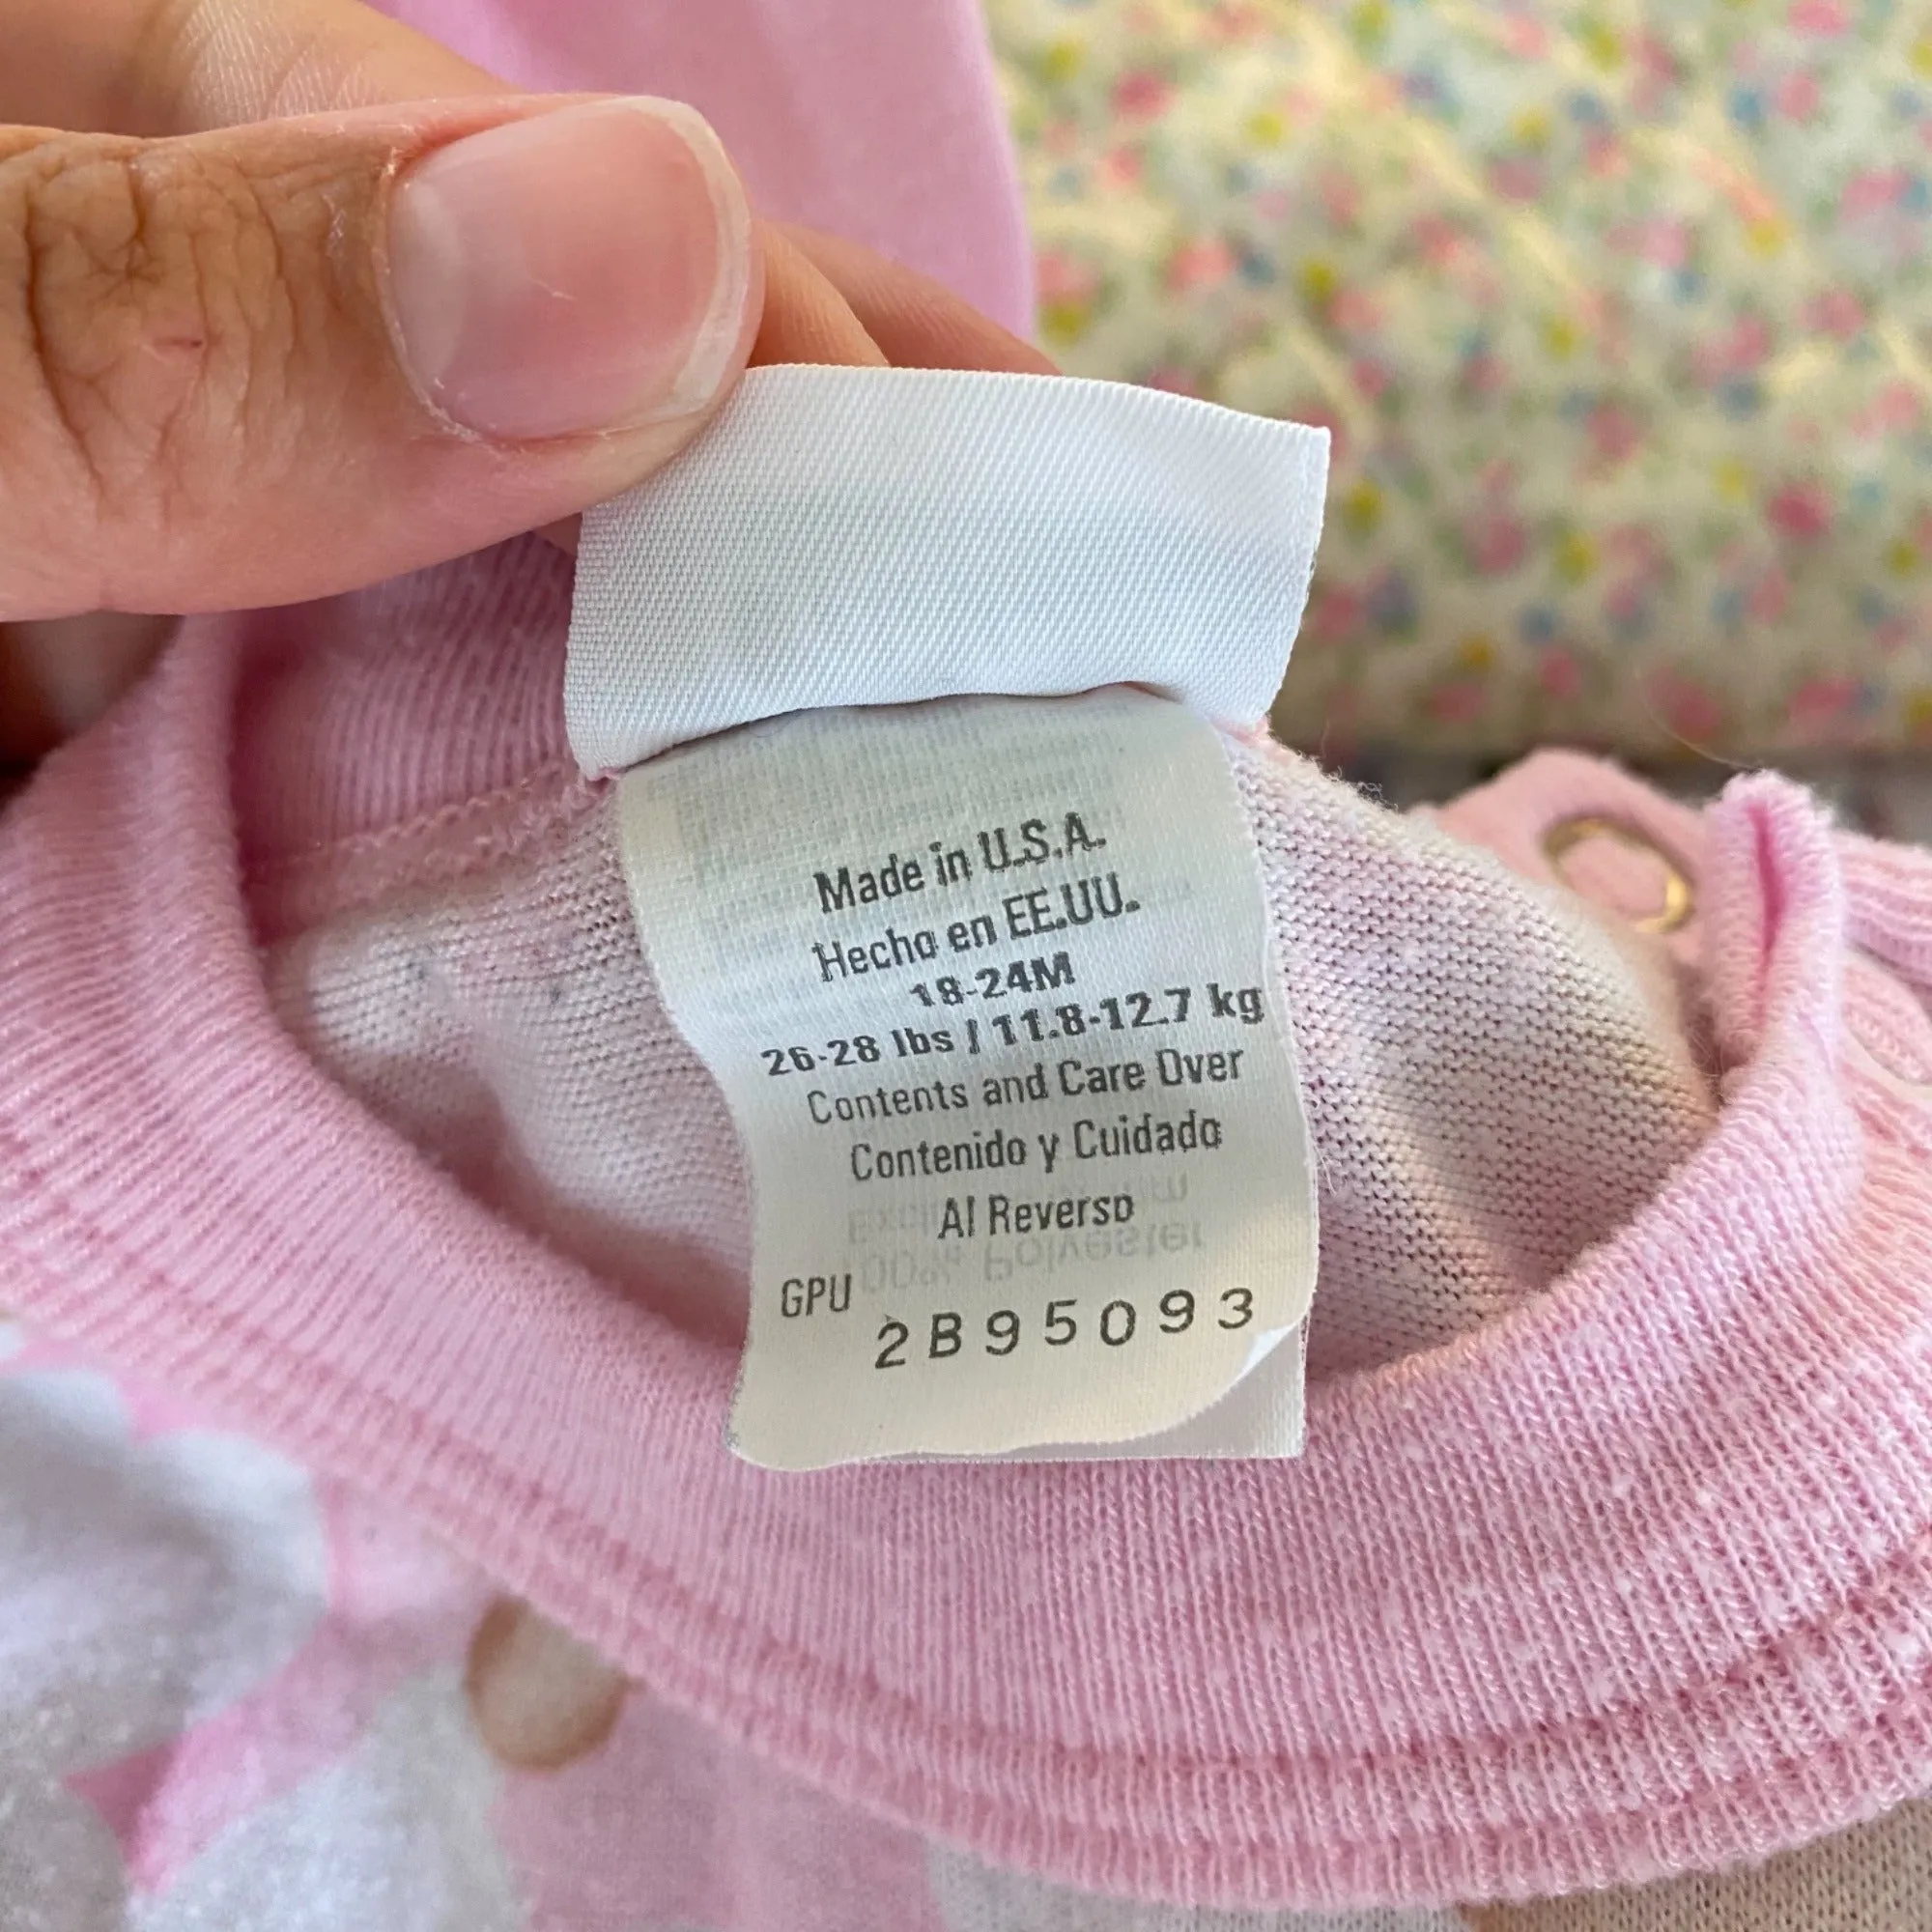 Made in U.S.A.
Hecho en EE.UU.
18-24M
26-28 lbs / 11.8-12.7 kg
Contents and Care Over
Contenido y Cuidado
Al Reverso
GPU
2B95093